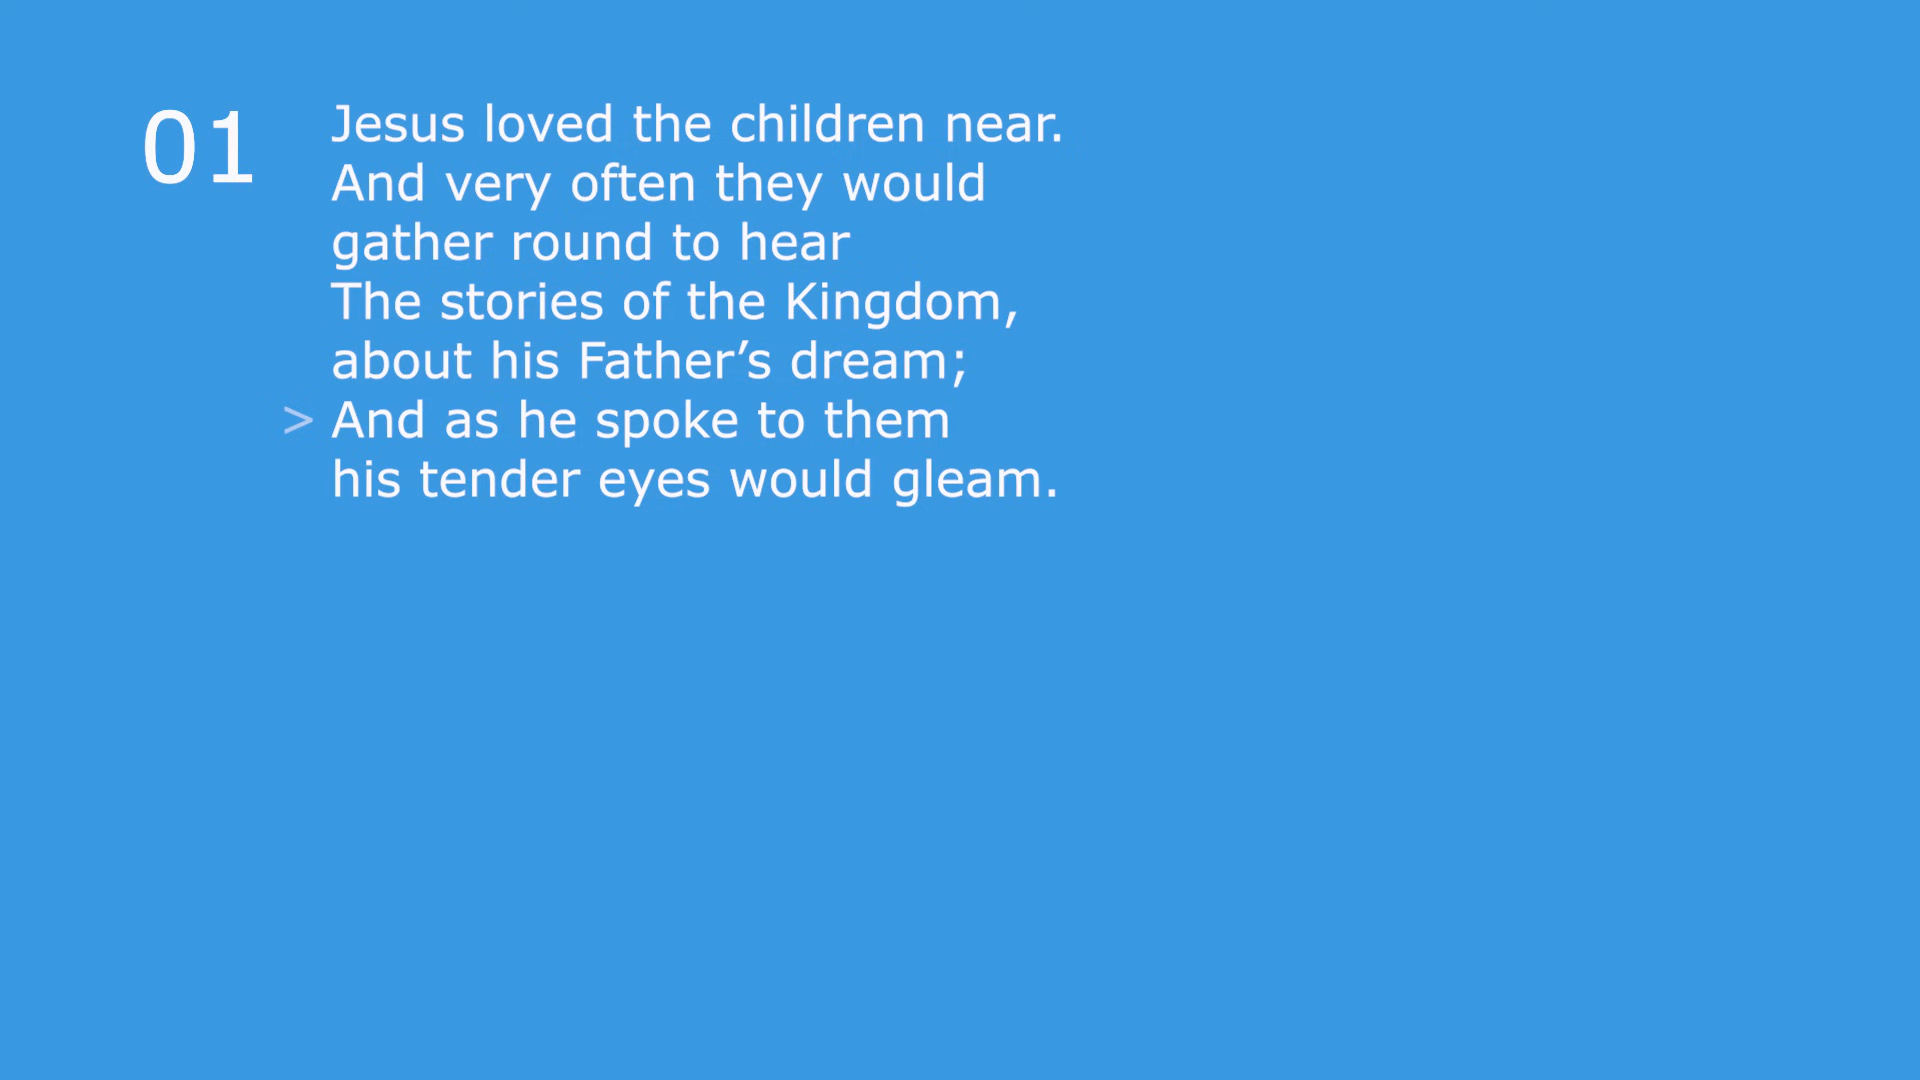 01
Jesus loved the children near.
And very often they would
gather round to hear
The stories of the Kingdom,
about his Father’s dream;
> And as he spoke to them
his tender eyes would gleam.